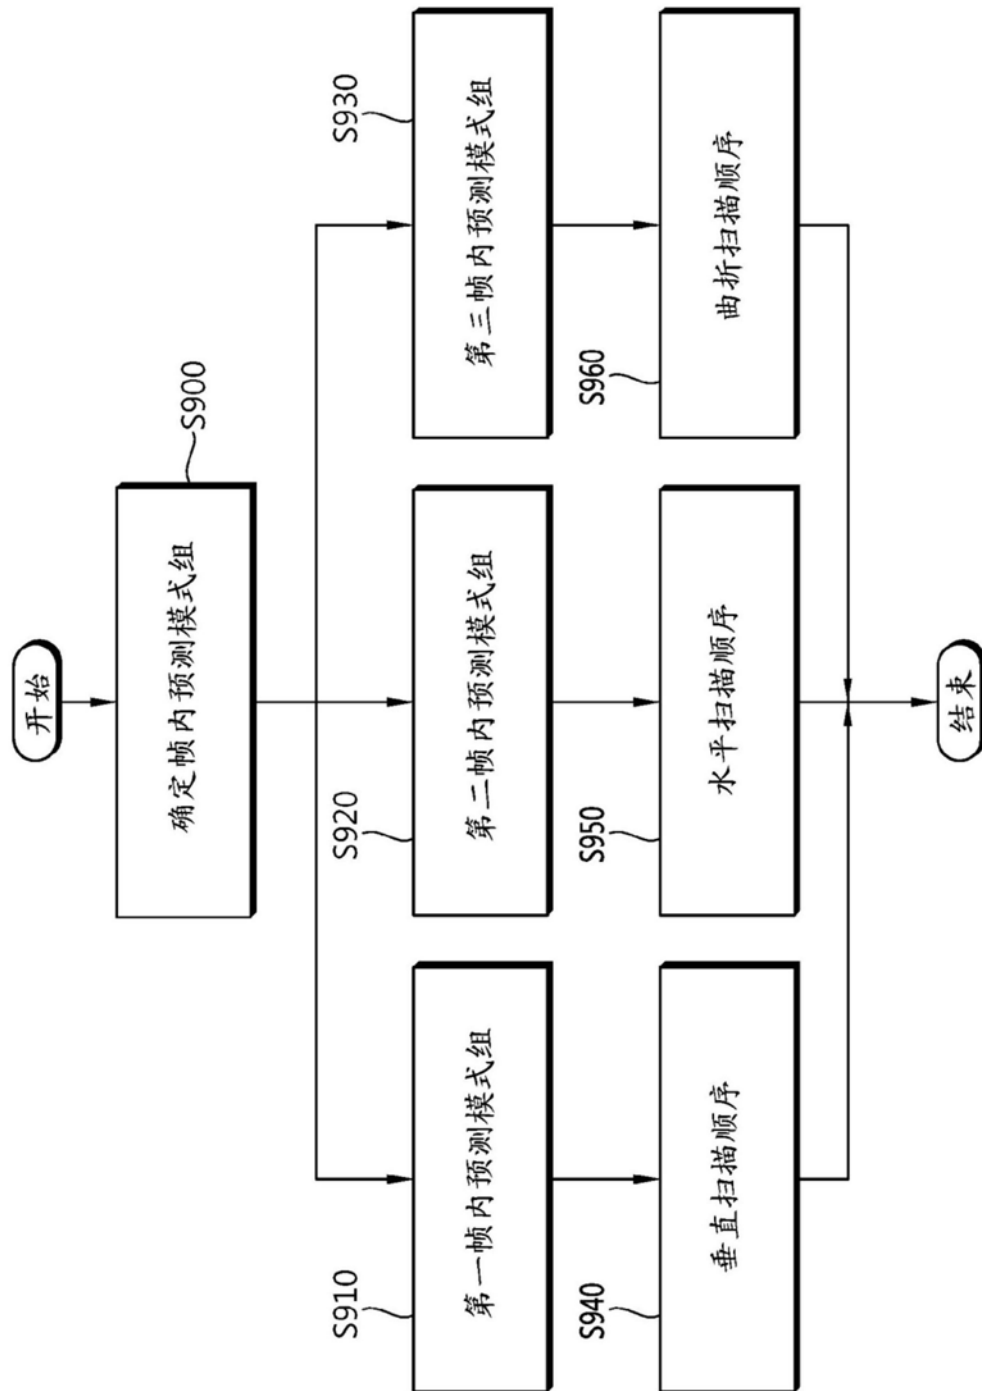 开始
确定帧内预测模式组
S900
S910
第一帧内预测模式组
S920
第二帧内预测模式组
S930
第三帧内预测模式组
S940
垂直扫描顺序
S950
水平扫描顺序
S960
曲折扫描顺序
结束